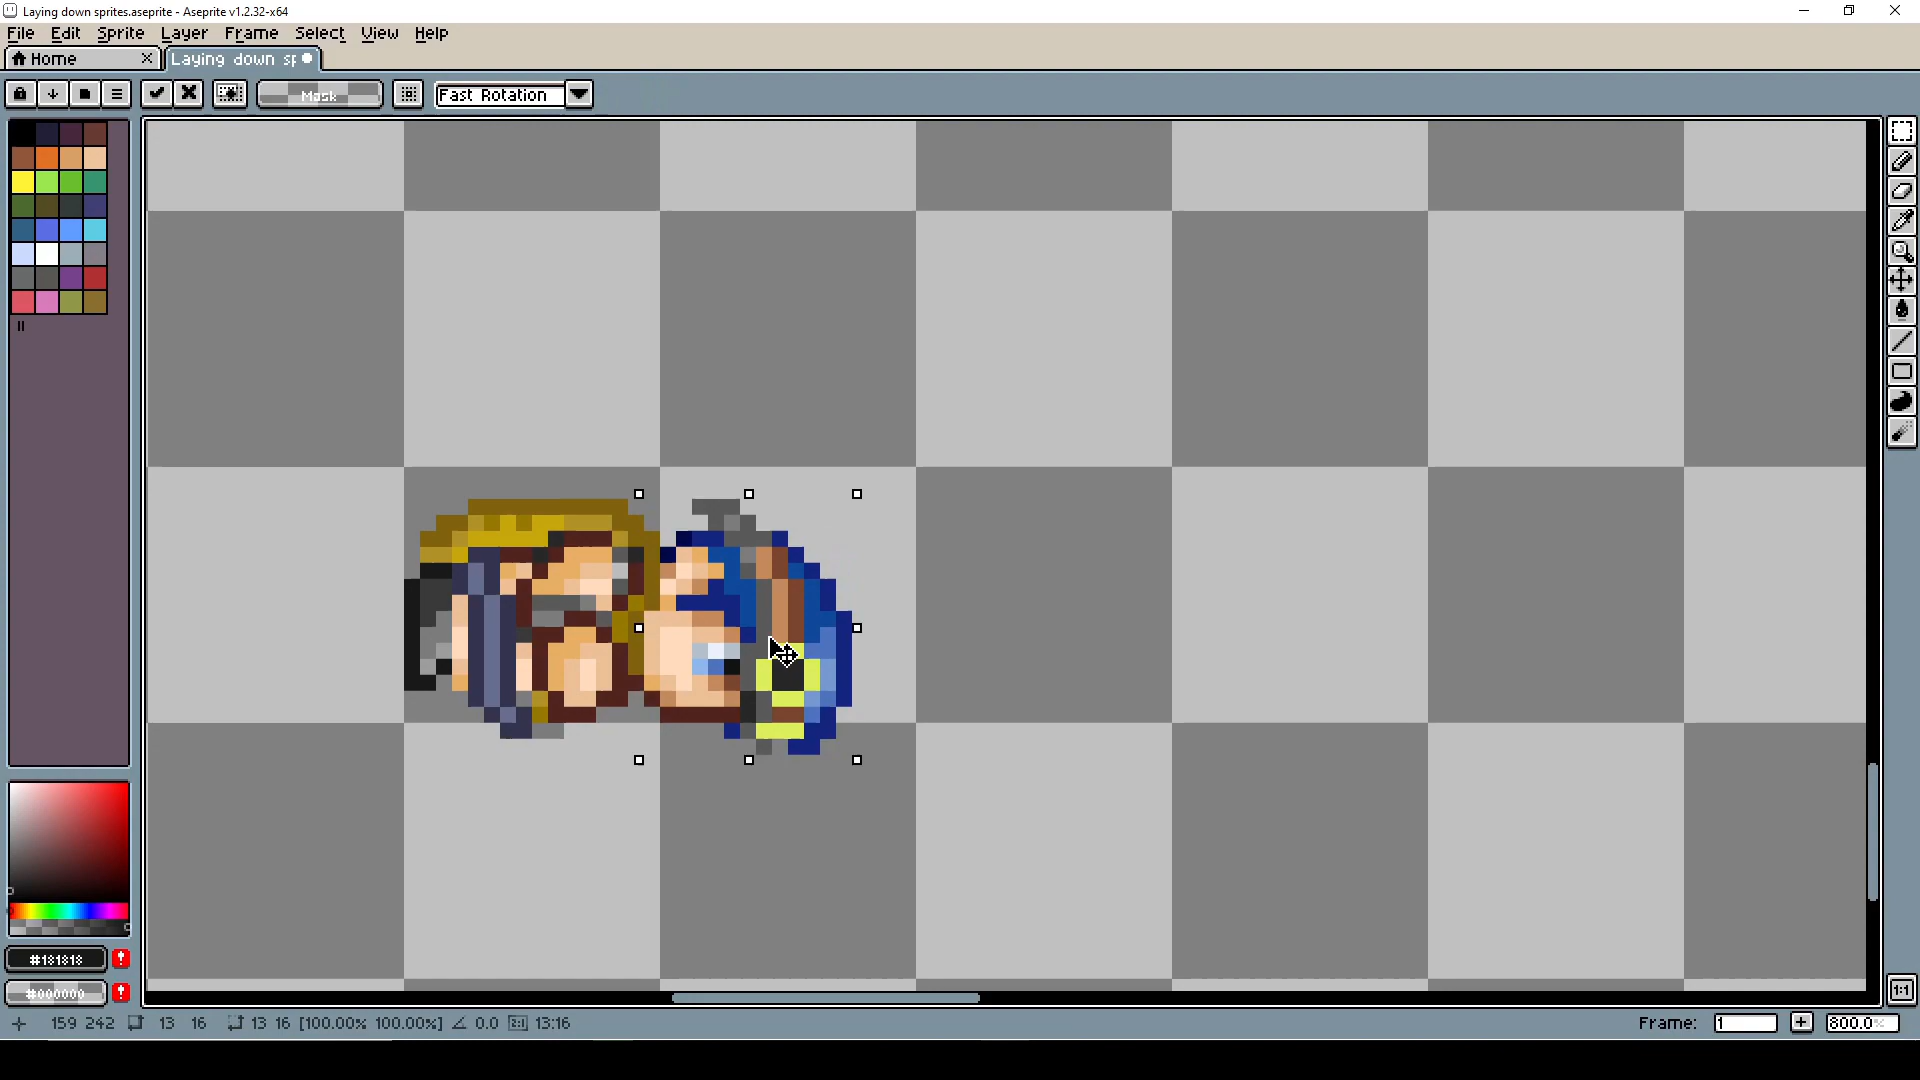 Laying down sprites.aseprite - Aseprite v1.2.32-x64
File Edit Sprite Layer Frame Select View Help
Home Laying down sp
Mask Fast Rotation
#181818
#000000
159 242 13 16 13 16 [100.00% 100.00%] 0.0 13:16 Frame: 1 800.0
1:1